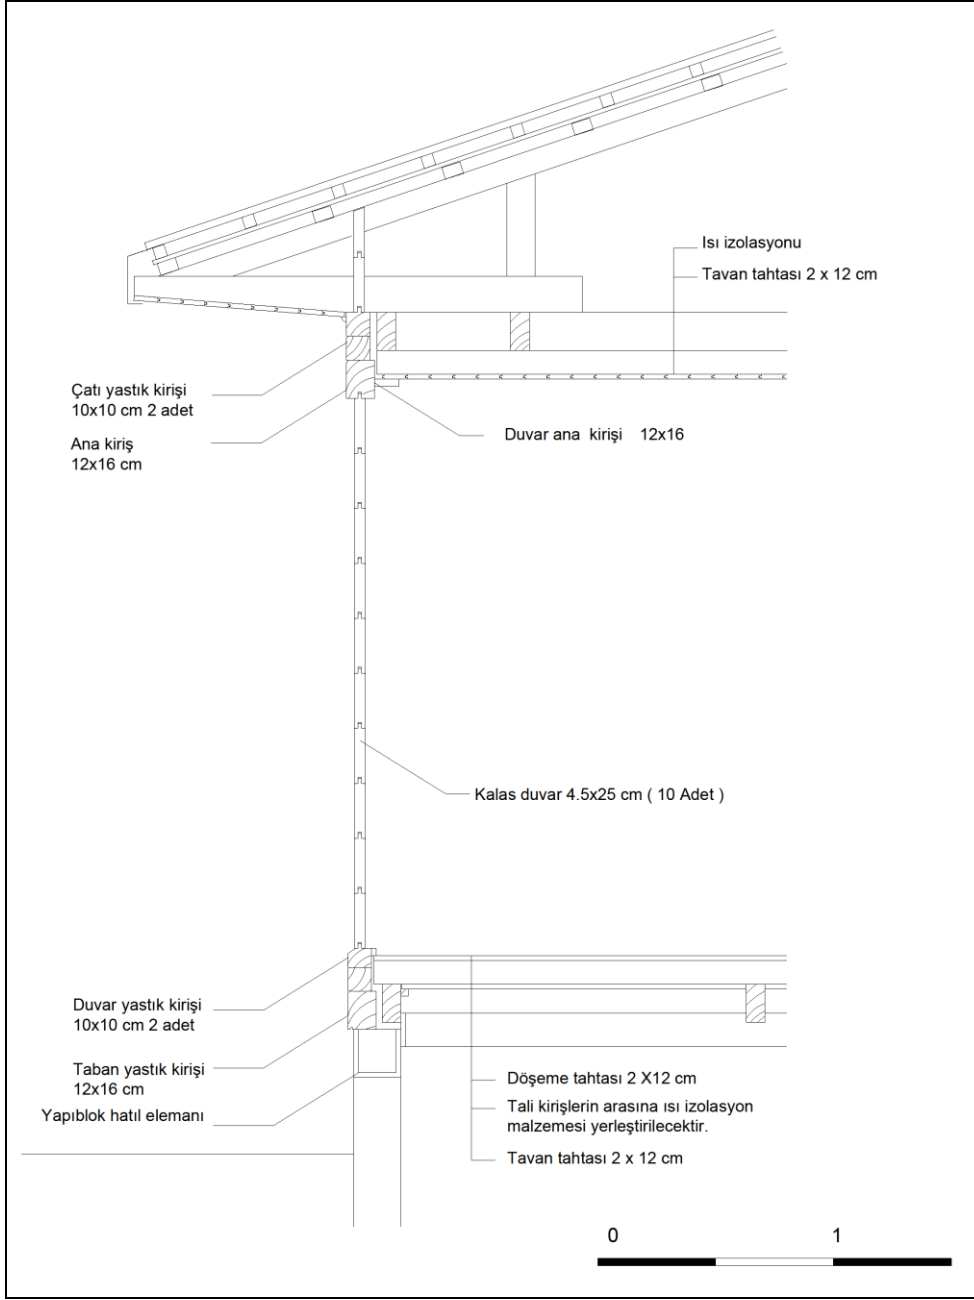 Isı izolasyonu
Tavan tahtası 2 x 12 cm
Çatı yastık kirişi
10x10 cm 2 adet
Ana kiriş
12x16 cm
Duvar ana kirişi 12x16
Kalas duvar 4.5x25 cm ( 10 Adet )
Duvar yastık kirişi
10x10 cm 2 adet
Taban yastık kirişi
12x16 cm
Yapıblok hatıl elemanı
Döşeme tahtası 2 X12 cm
Tali kirişlerin arasına ısı izolasyon
malzemesi yerleştirilecektir.
Tavan tahtası 2 x 12 cm
0 1